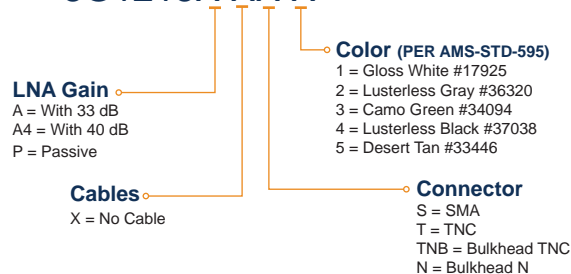 Color (PER AMS-STD-595)
1 = Gloss White #17925
2 = Lusterless Gray #36320
3 = Camo Green #34094
4 = Lusterless Black #37038
5 = Desert Tan #33446
LNA Gain
A = With 33 dB
A4 = With 40 dB
P = Passive
Cables
X = No Cable
Connector
S = SMA
T = TNC
TNB = Bulkhead TNC
N = Bulkhead N